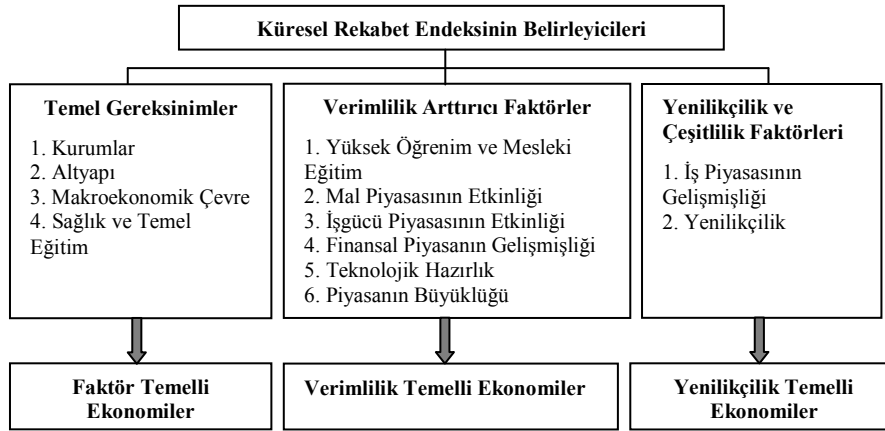 Küresel Rekabet Endeksinin Belirleyicileri
Temel Gereksinimler
1. Kurumlar
2. Altyapı
3. Makroekonomik Çevre
4. Sağlık ve Temel
Eğitim
Verimlilik Arttırıcı Faktörler
1. Yüksek Öğrenim ve Mesleki
Eğitim
2. Mal Piyasasının Etkinliği
3. İşgücü Piyasasının Etkinliği
4. Finansal Piyasanın Gelişmişliği
5. Teknolojik Hazırlık
6. Piyasanın Büyüklüğü
Yenilikçilik ve
Çeşitlilik Faktörleri
1. İş Piyasasının
Gelişmişliği
2. Yenilikçilik
Faktör Temelli
Ekonomiler
Verimlilik Temelli Ekonomiler
Yenilikçilik Temelli
Ekonomiler